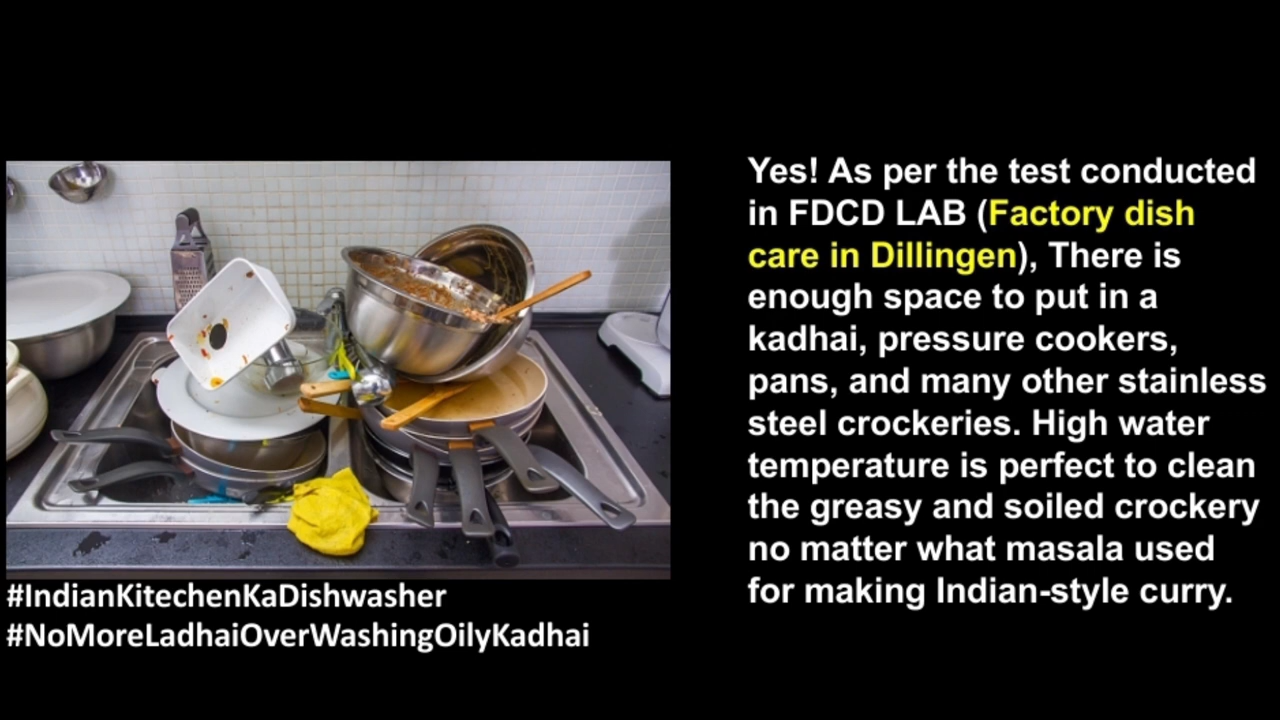 Yes! As per the test conducted
in FDCD LAB (Factory dish
care in Dillingen), There is
enough space to put in a
kadhai, pressure cookers,
pans, and many other stainless
steel crockeries. High water
temperature is perfect to clean
the greasy and soiled crockery
no matter what masala used
for making Indian-style curry.
#IndianKitechenKaDishwasher
#NoMoreLadhaiOverWashingOilyKadhai